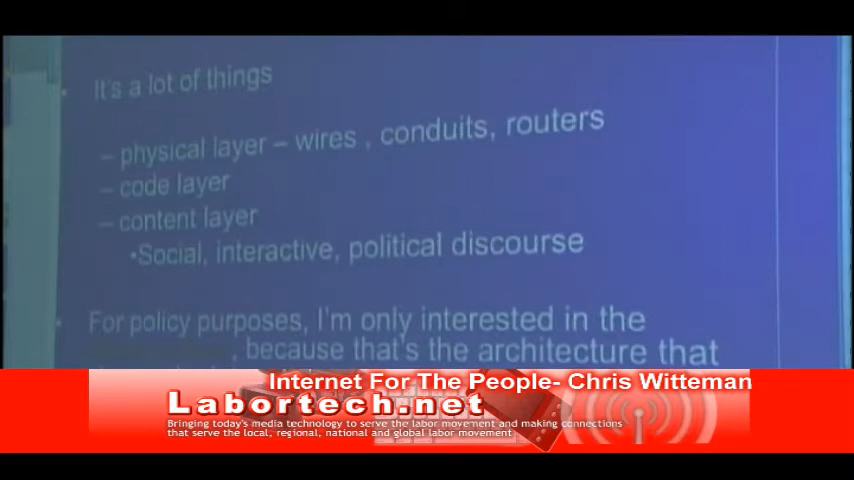 • It's a lot of things
– physical layer – wires , conduits, routers
– code layer
– content layer
•Social, interactive, political discourse
• For policy purposes, I'm only interested in the
, because that's the architecture that
Internet For The People- Chris Witteman
Labortech.net
Bringing today's media technology to serve the labor movement and making connections
that serve the local, regional, national and global labor movement